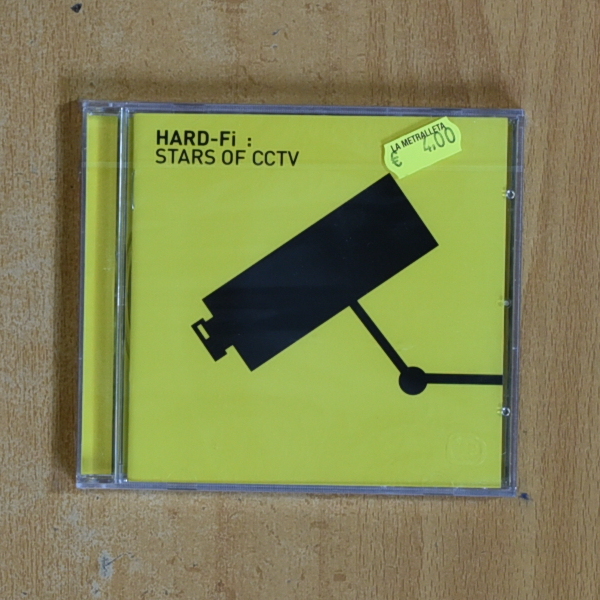 HARD-Fi :
STARS OF CCTV
LA METRALLETA
€ 4.00